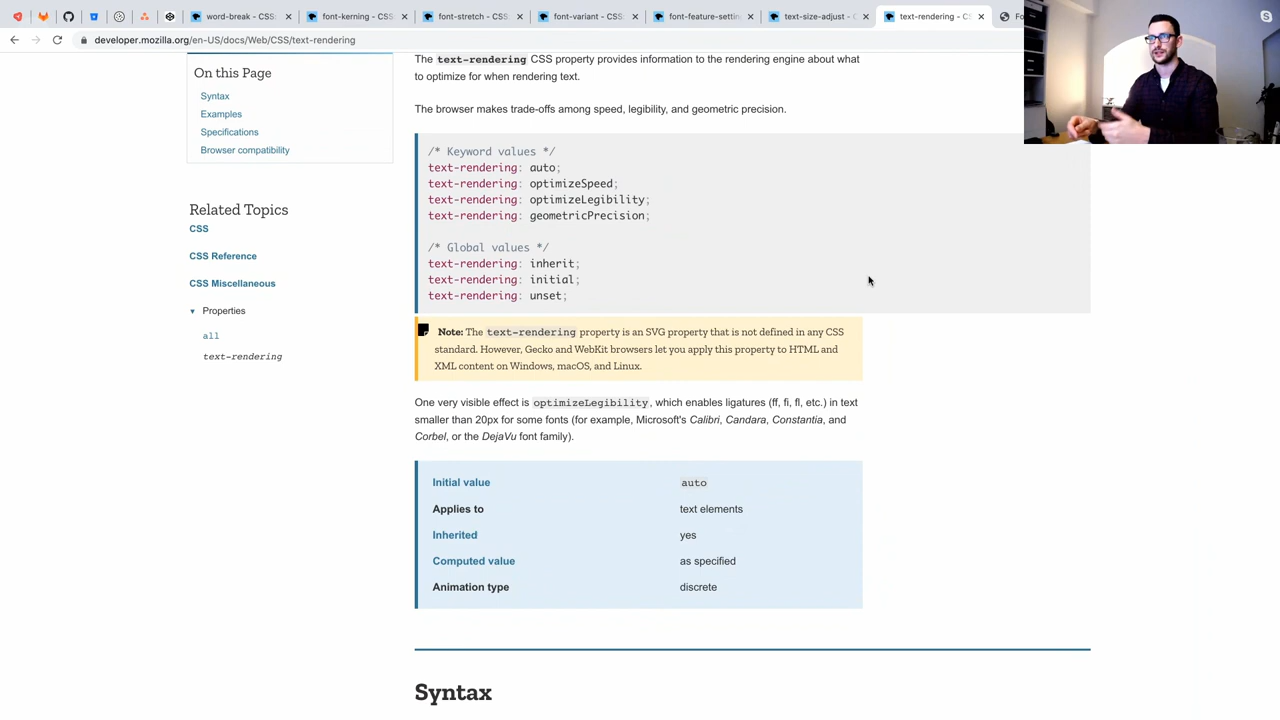 word-break - CSS:
font-kerning - CSS:
font-stretch - CSS:
font-variant - CSS:
font-feature-settin
text-size-adjust - C
text-rendering - CS
Fo
developer.mozilla.org/en-US/docs/Web/CSS/text-rendering
On this Page
Syntax
Examples
Specifications
Browser compatibility
Related Topics
CSS
CSS Reference
CSS Miscellaneous
Properties
all
text-rendering
The text-rendering CSS property provides information to the rendering engine about what
to optimize for when rendering text.
The browser makes trade-offs among speed, legibility, and geometric precision.
/* Keyword values */
text-rendering: auto;
text-rendering: optimizeSpeed;
text-rendering: optimizeLegibility;
text-rendering: geometricPrecision;
/* Global values */
text-rendering: inherit;
text-rendering: initial;
text-rendering: unset;
Note: The text-rendering property is an SVG property that is not defined in any CSS
standard. However, Gecko and WebKit browsers let you apply this property to HTML and
XML content on Windows, macOS, and Linux.
One very visible effect is optimizeLegibility, which enables ligatures (ff, fi, fl, etc.) in text
smaller than 20px for some fonts (for example, Microsoft's Calibri, Candara, Constantia, and
Corbel, or the DejaVu font family).
Initial value auto
Applies to text elements
Inherited yes
Computed value as specified
Animation type discrete
Syntax